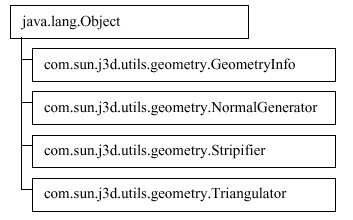 java.lang.Object
com.sun.j3d.utils.geometry.GeometryInfo
com.sun.j3d.utils.geometry.NormalGenerator
com.sun.j3d.utils.geometry.Stripifier
com.sun.j3d.utils.geometry.Triangulator